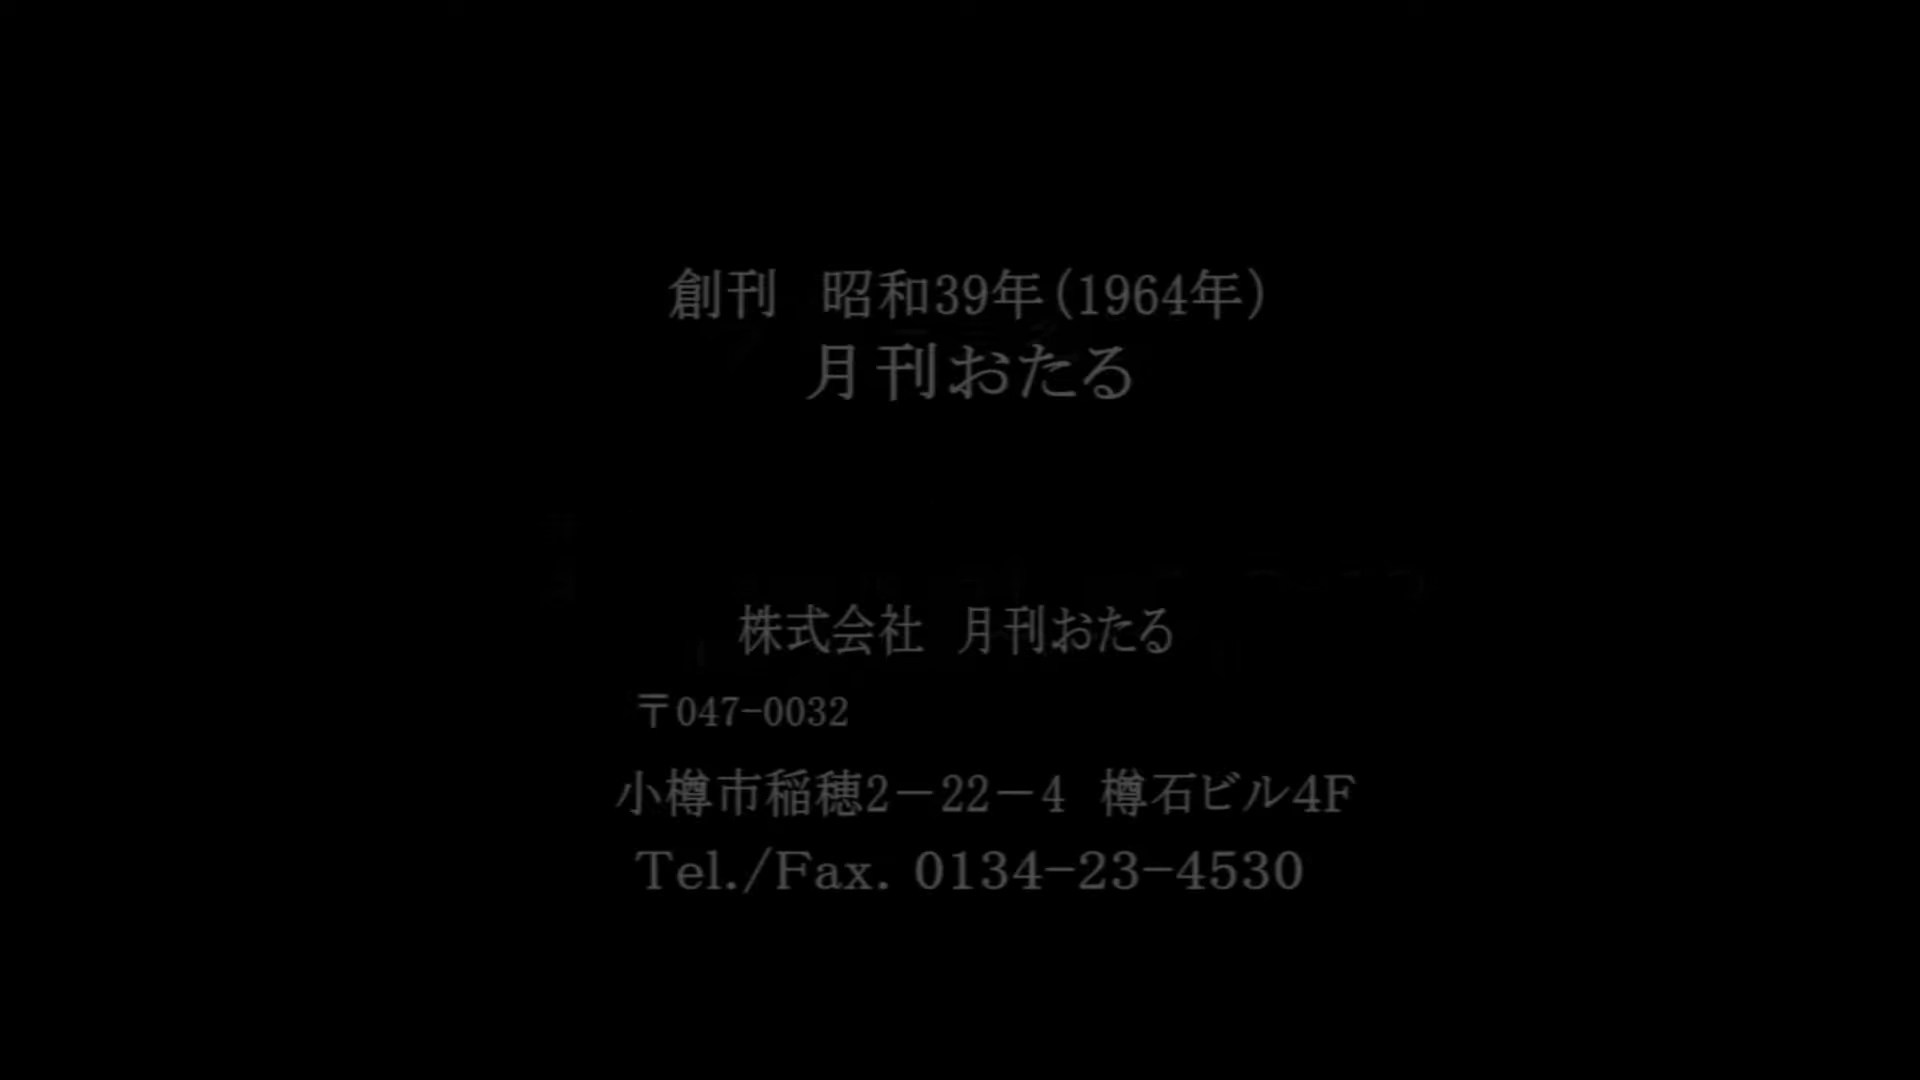 創刊　昭和39年(1964年)
月刊おたる
株式会社　月刊おたる
〒047-0032
小樽市稲穂2－22－4　樽石ビル4F
Tel./Fax. 0134-23-4530